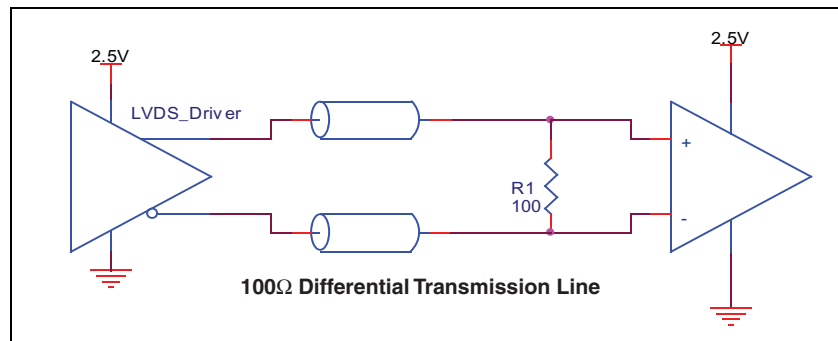 2.5V
2.5V
LVDS_Driver
+
R1
100
-
100Ω Differential Transmission Line